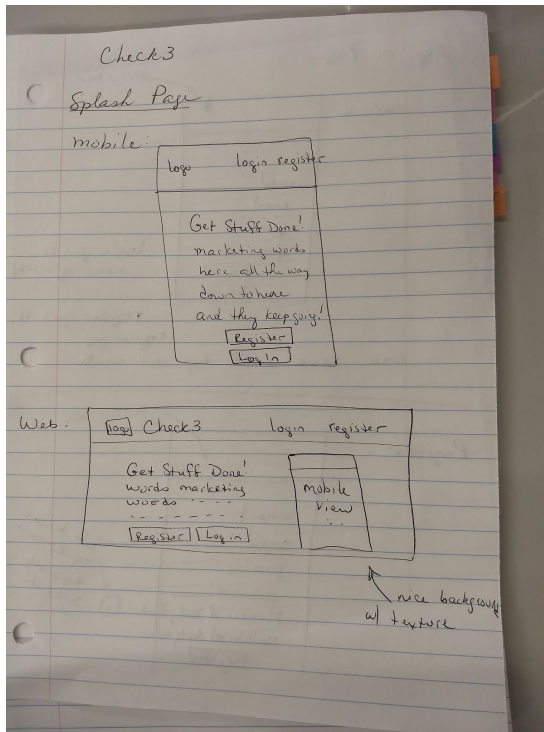 Check3
Splash Page
mobile:
logo login register
Get Stuff Done!
marketing words
here all the way
down to here
and they keep going!
Register
Log In
Web:
logo Check3 login register
Get Stuff Done!
words marketing
words - - - -
- - - - - - -
Register Log in
mobile
View
...
nice background
w/ texture